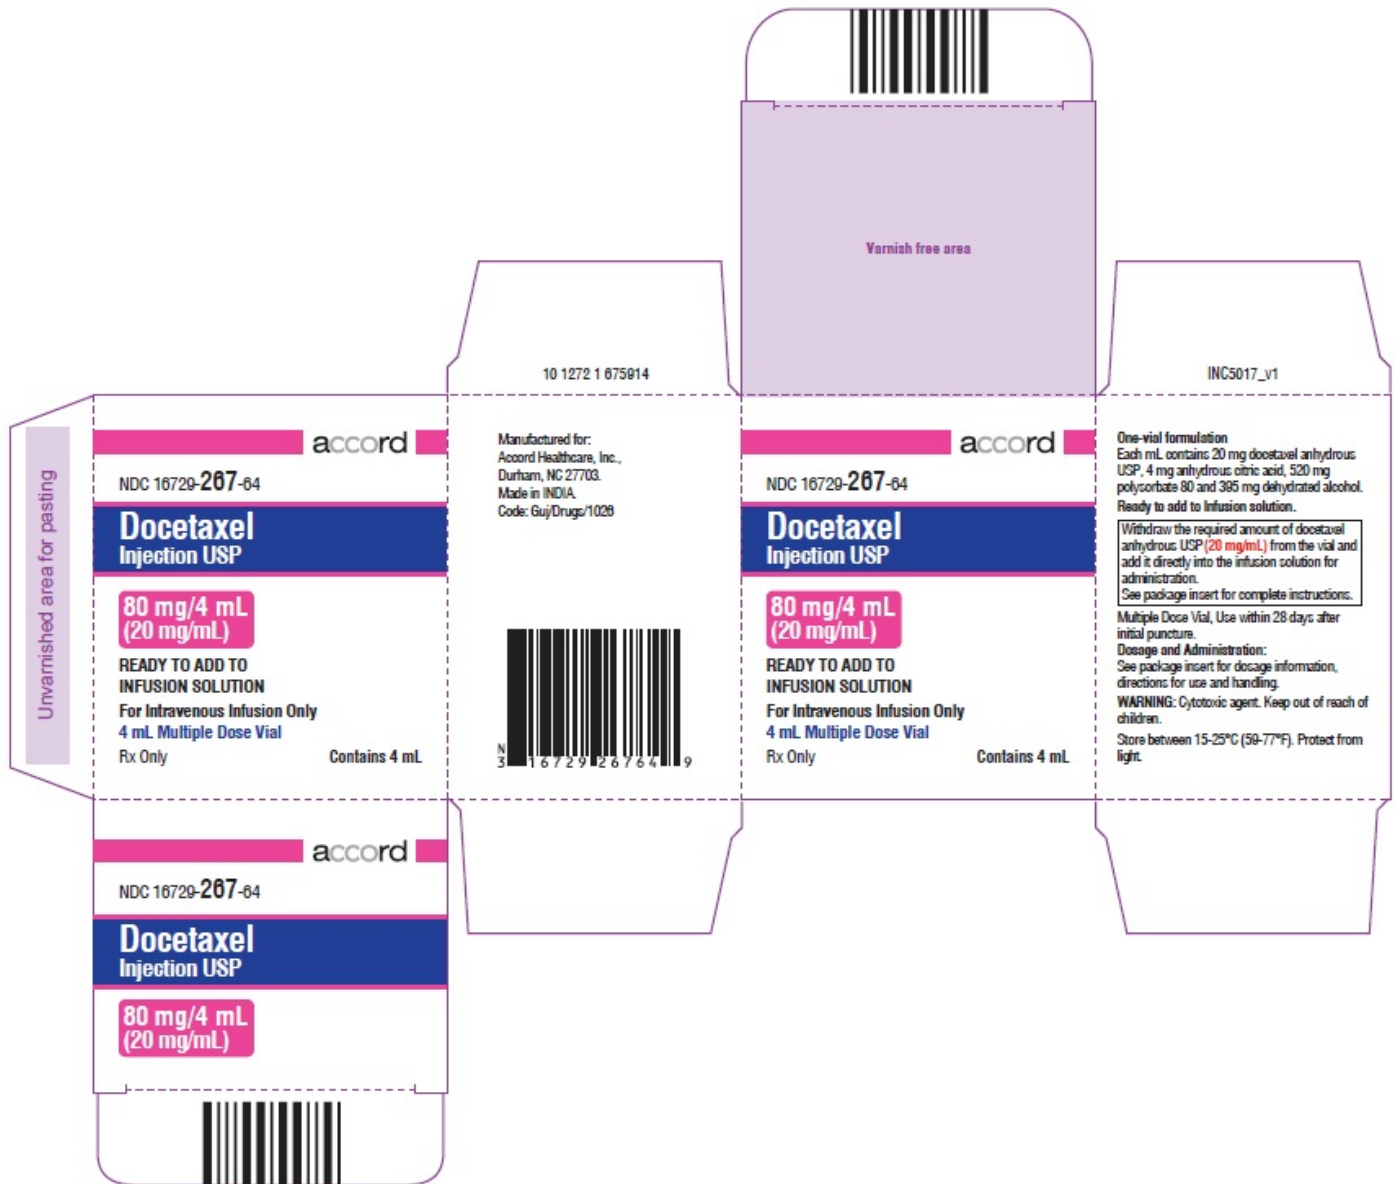 Varnish free area
10 1272 1 675914
INC5017_v1
Unvarnished area for pasting
accord
NDC 16729-267-64
Docetaxel
Injection USP
80 mg/4 mL
(20 mg/mL)
READY TO ADD TO
INFUSION SOLUTION
For Intravenous Infusion Only
4 mL Multiple Dose Vial
Rx Only
Contains 4 mL
Manufactured for:
Accord Healthcare, Inc.,
Durham, NC 27703.
Made in INDIA.
Code: Guj/Drugs/1026
N
3 16729 26764 9
accord
NDC 16729-267-64
Docetaxel
Injection USP
80 mg/4 mL
(20 mg/mL)
READY TO ADD TO
INFUSION SOLUTION
For Intravenous Infusion Only
4 mL Multiple Dose Vial
Rx Only
Contains 4 mL
One-vial formulation
Each mL contains 20 mg docetaxel anhydrous
USP, 4 mg anhydrous citric acid, 520 mg
polysorbate 80 and 395 mg dehydrated alcohol.
Ready to add to Infusion solution.
Withdraw the required amount of docetaxel
anhydrous USP (20 mg/mL) from the vial and
add it directly into the infusion solution for
administration.
See package insert for complete instructions.
Multiple Dose Vial, Use within 28 days after
initial puncture.
Dosage and Administration:
See package insert for dosage information,
directions for use and handling.
WARNING: Cytotoxic agent. Keep out of reach of
children.
Store between 15-25°C (59-77°F). Protect from
light.
accord
NDC 16729-267-64
Docetaxel
Injection USP
80 mg/4 mL
(20 mg/mL)